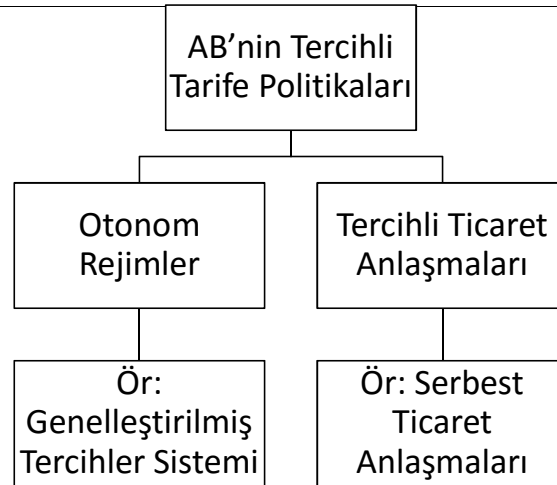 AB’nin Tercihli
Tarife Politikaları
Otonom
Rejimler
Tercihli Ticaret
Anlaşmaları
Ör:
Genelleştirilmiş
Tercihler Sistemi
Ör: Serbest
Ticaret
Anlaşmaları